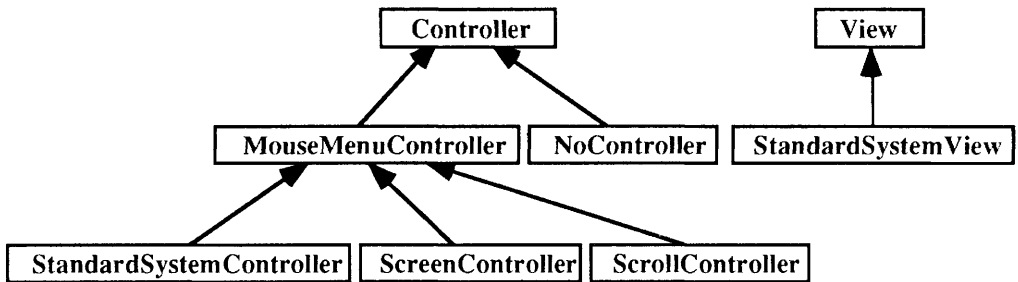 Controller
View
MouseMenuController
NoController
StandardSystemView
StandardSystemController
ScreenController
ScrollController